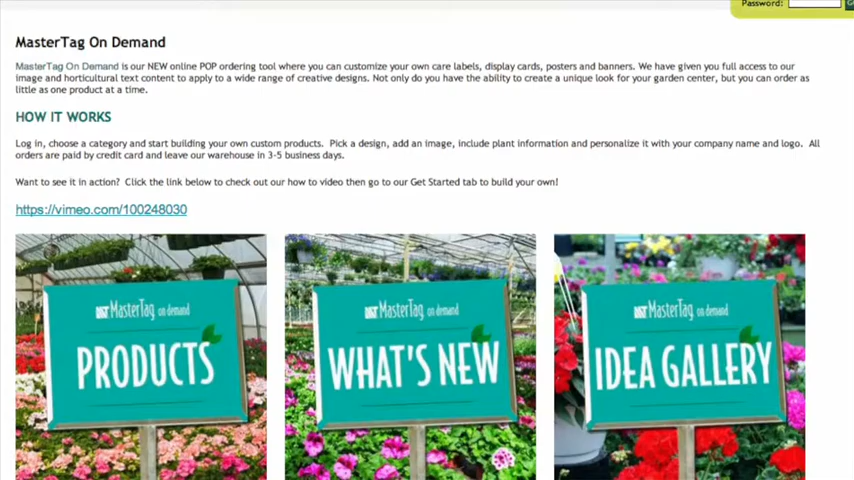 Password:
MasterTag On Demand
MasterTag On Demand is our NEW online POP ordering tool where you can customize your own care labels, display cards, posters and banners. We have given you full access to our
image and horticultural text content to apply to a wide range of creative designs. Not only do you have the ability to create a unique look for your garden center, but you can order as
little as one product at a time.
HOW IT WORKS
Log in, choose a category and start building your own custom products. Pick a design, add an image, include plant information and personalize it with your company name and logo. All
orders are paid by credit card and leave our warehouse in 3-5 business days.
Want to see it in action? Click the link below to check out our how to video then go to our Get Started tab to build your own!
https://vimeo.com/100248030
MasterTag on demand
PRODUCTS
MasterTag on demand
WHAT'S NEW
MasterTag on demand
IDEA GALLERY